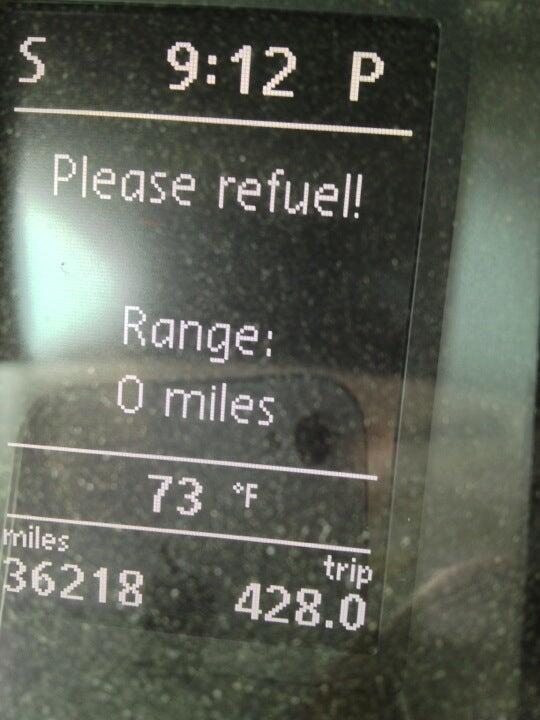 S 9:12 P
Please refuel!
Range:
0 miles
73 °F
miles trip
36218 428.0